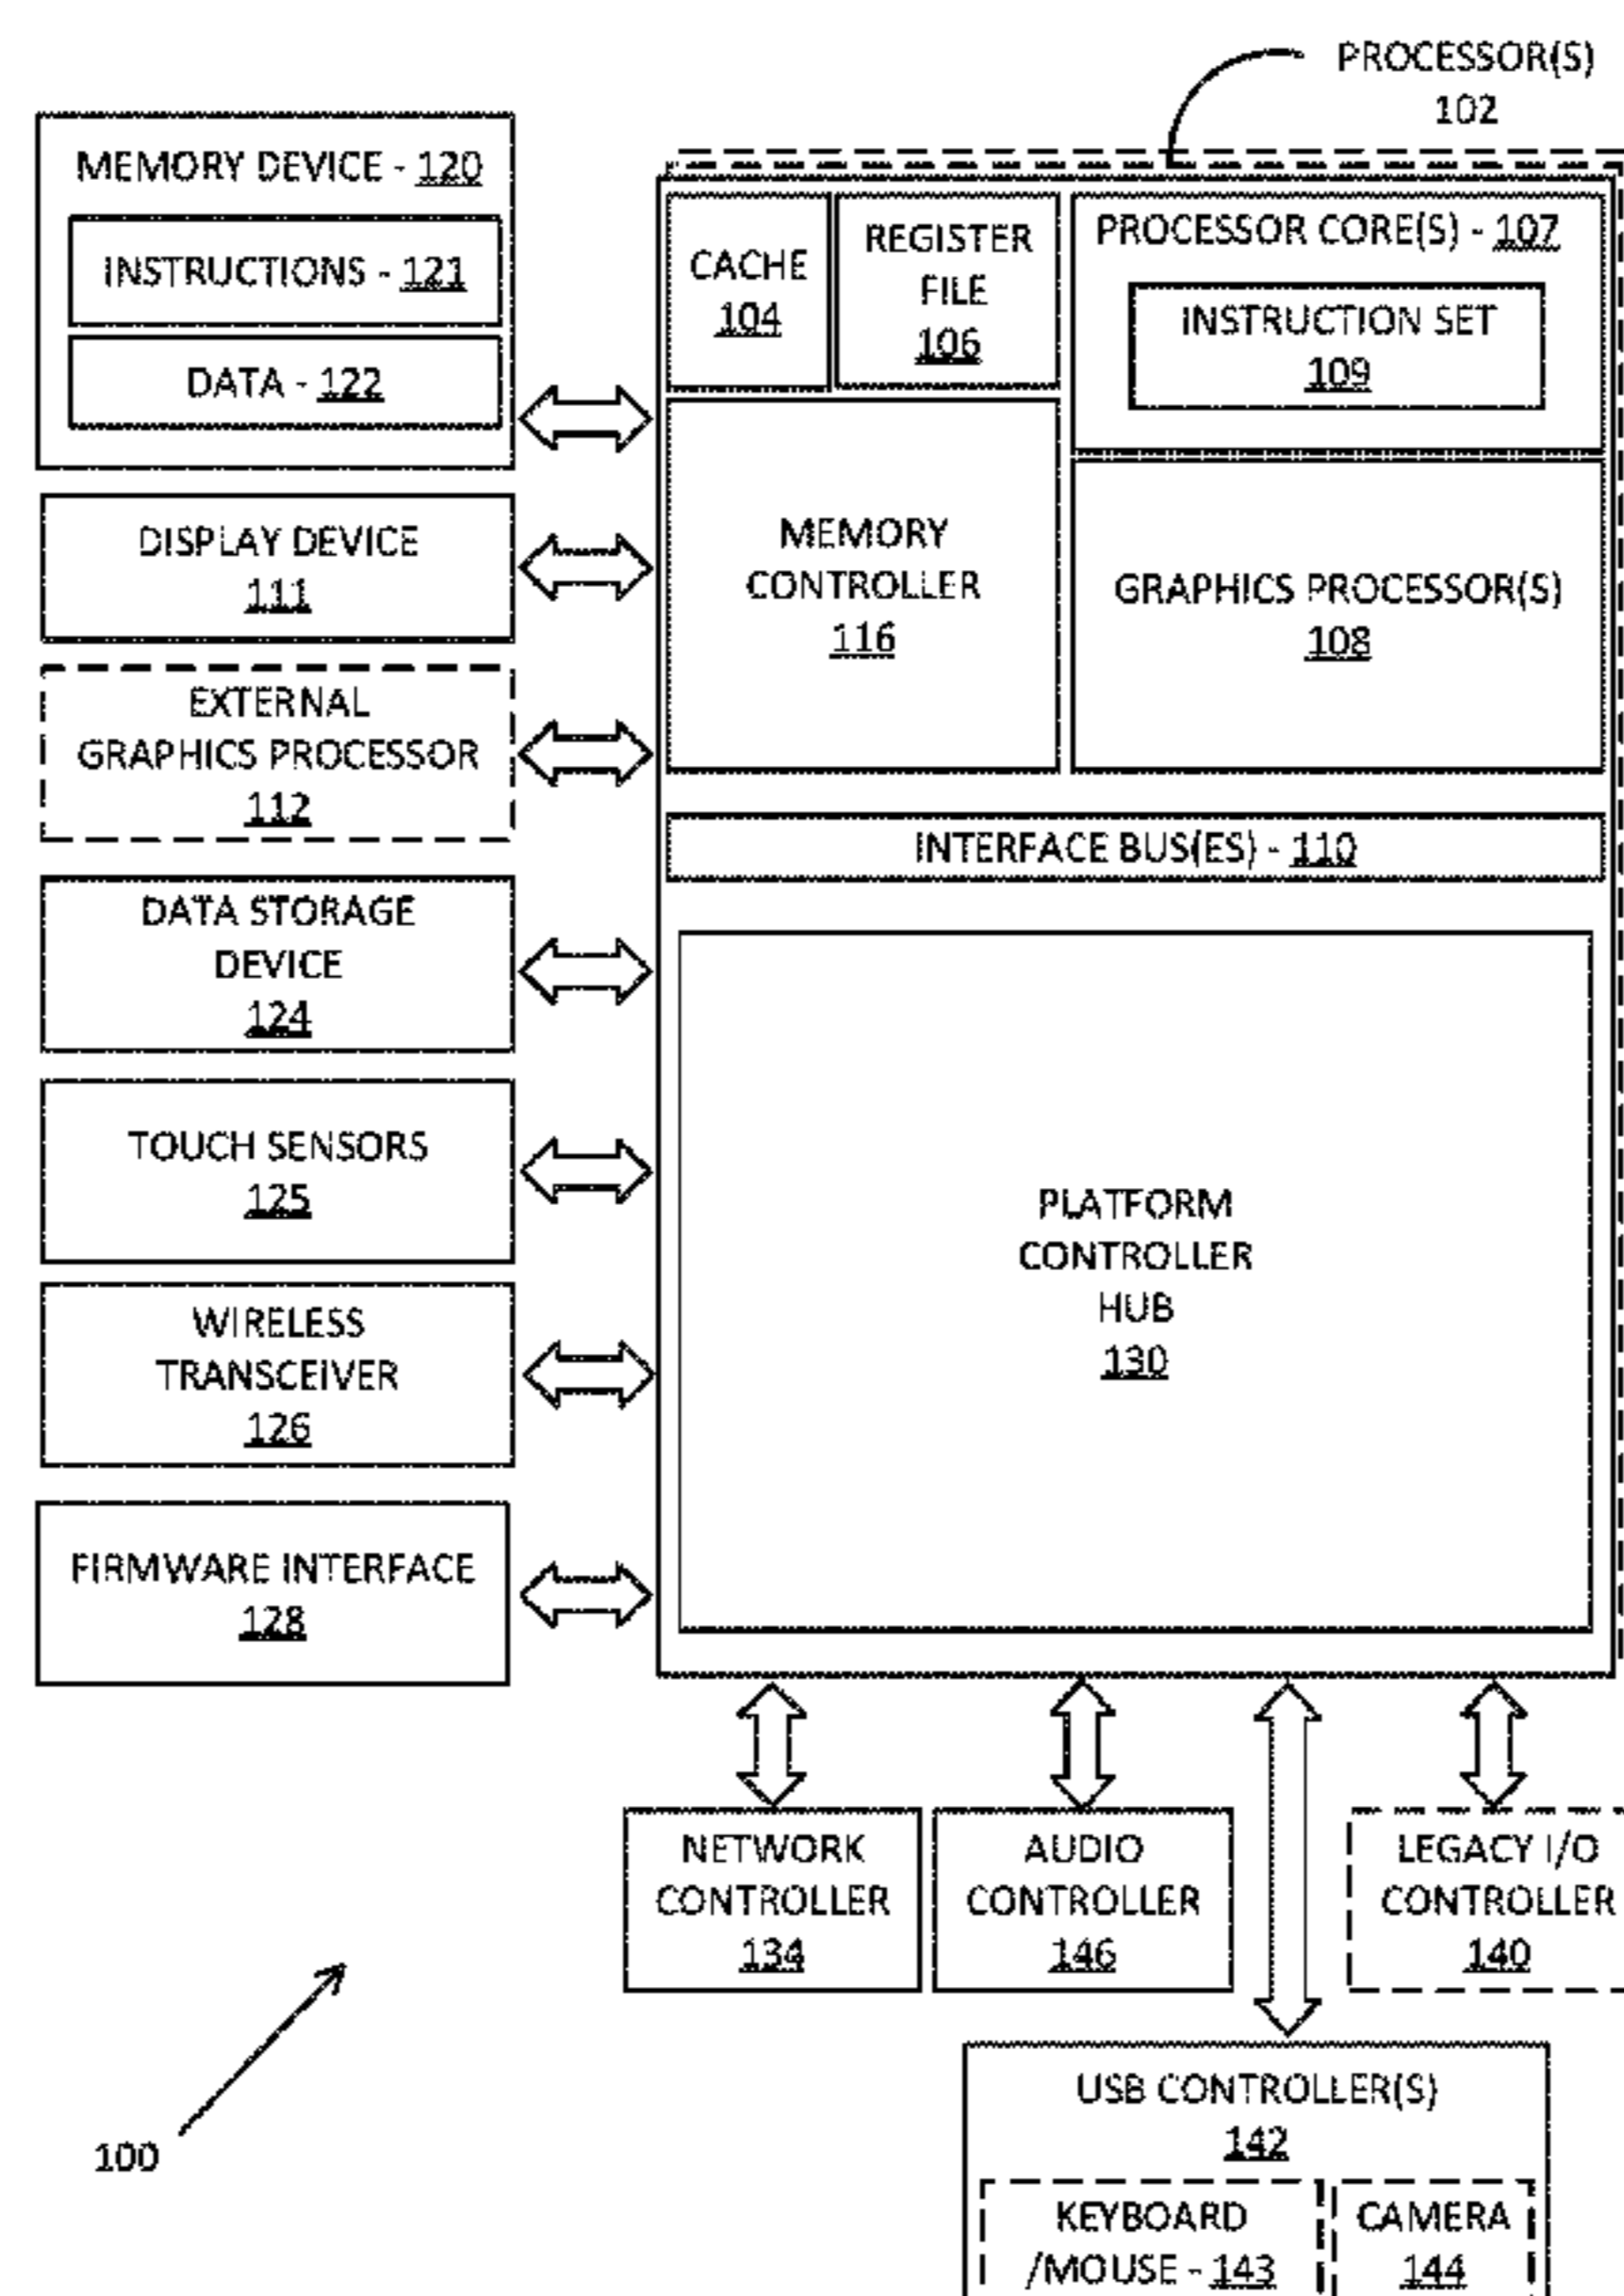 PROCESSOR(S)
102
MEMORY DEVICE - 120
INSTRUCTIONS - 121
DATA - 122
DISPLAY DEVICE
111
EXTERNAL
GRAPHICS PROCESSOR
112
DATA STORAGE
DEVICE
124
TOUCH SENSORS
125
WIRELESS
TRANSCEIVER
126
FIRMWARE INTERFACE
128
CACHE
104
REGISTER
FILE
106
PROCESSOR CORE(S) - 107
INSTRUCTION SET
109
MEMORY
CONTROLLER
116
GRAPHICS PROCESSOR(S)
108
INTERFACE BUS(ES) - 110
PLATFORM
CONTROLLER
HUB
130
NETWORK
CONTROLLER
134
AUDIO
CONTROLLER
146
LEGACY I/O
CONTROLLER
140
USB CONTROLLER(S)
142
KEYBOARD
/MOUSE - 143
CAMERA
144
100